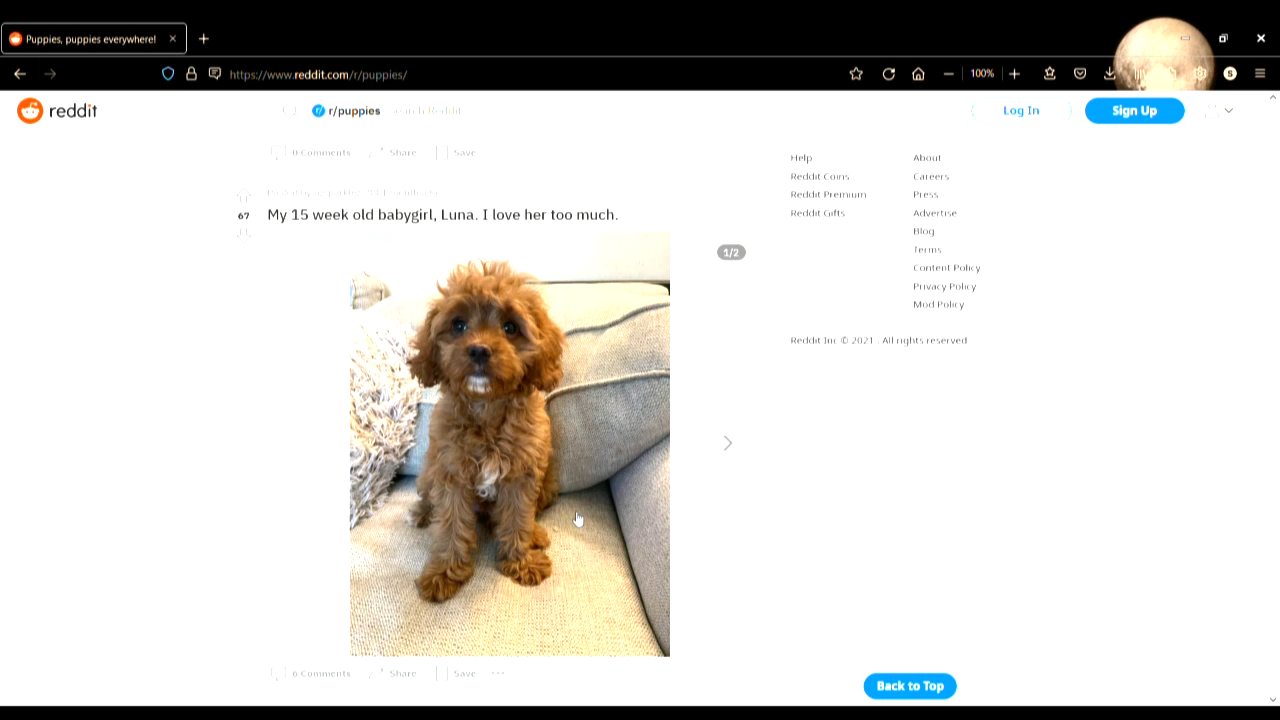 Puppies, puppies everywhere!
https://www.reddit.com/r/puppies/
100%
reddit
r/puppies
Search Reddit
Log In
Sign Up
0 Comments
Share
Save
67
My 15 week old babygirl, Luna. I love her too much.
1/2
6 Comments
Share
Save
Help
About
Reddit Coins
Careers
Reddit Premium
Press
Reddit Gifts
Advertise
Blog
Terms
Content Policy
Privacy Policy
Mod Policy
Reddit Inc © 2021 . All rights reserved
Back to Top